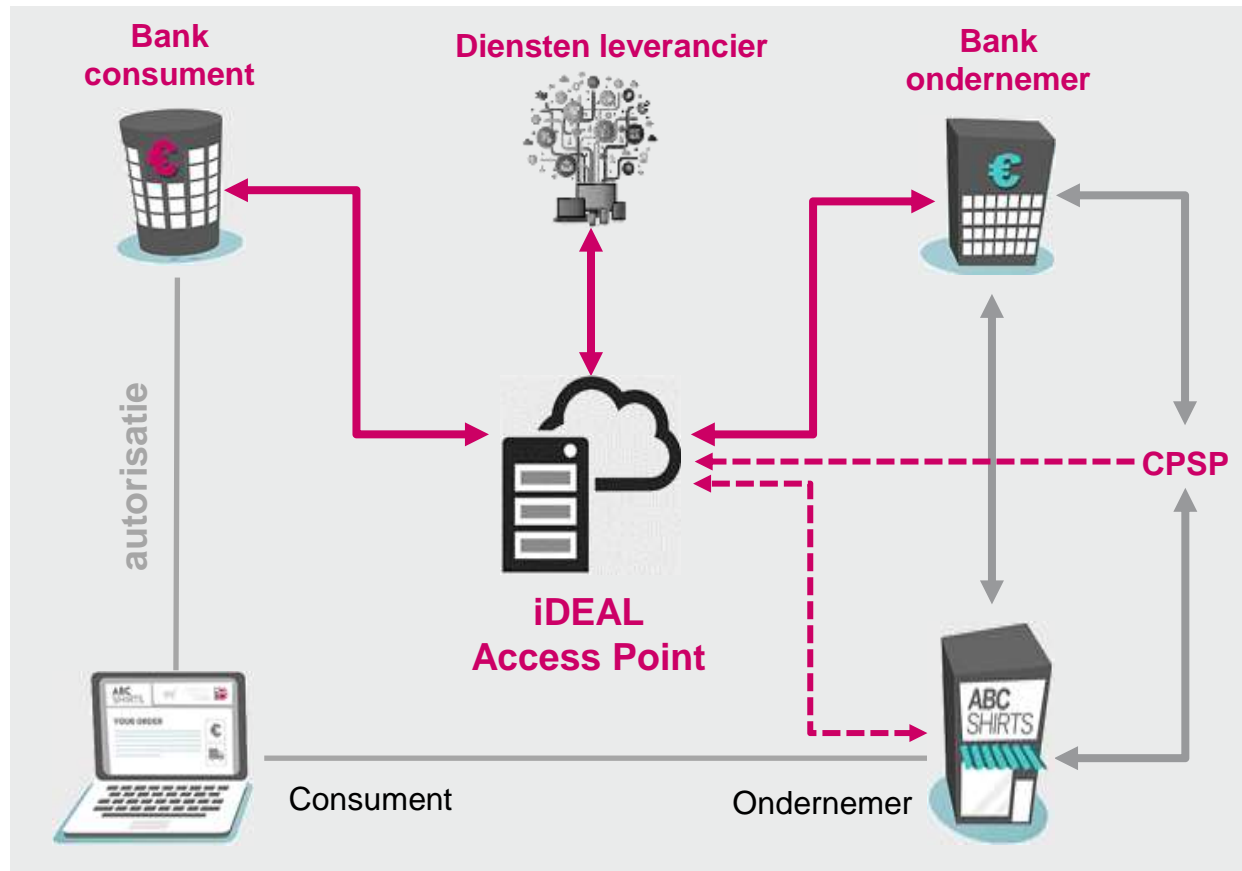 Bank
consument
Diensten leverancier
Bank
ondernemer
€
€
autorisatie
CPSP
iDEAL
Access Point
ABC
SHIRTS
YOUR ORDER
€
ABC
SHIRTS
Consument
Ondernemer